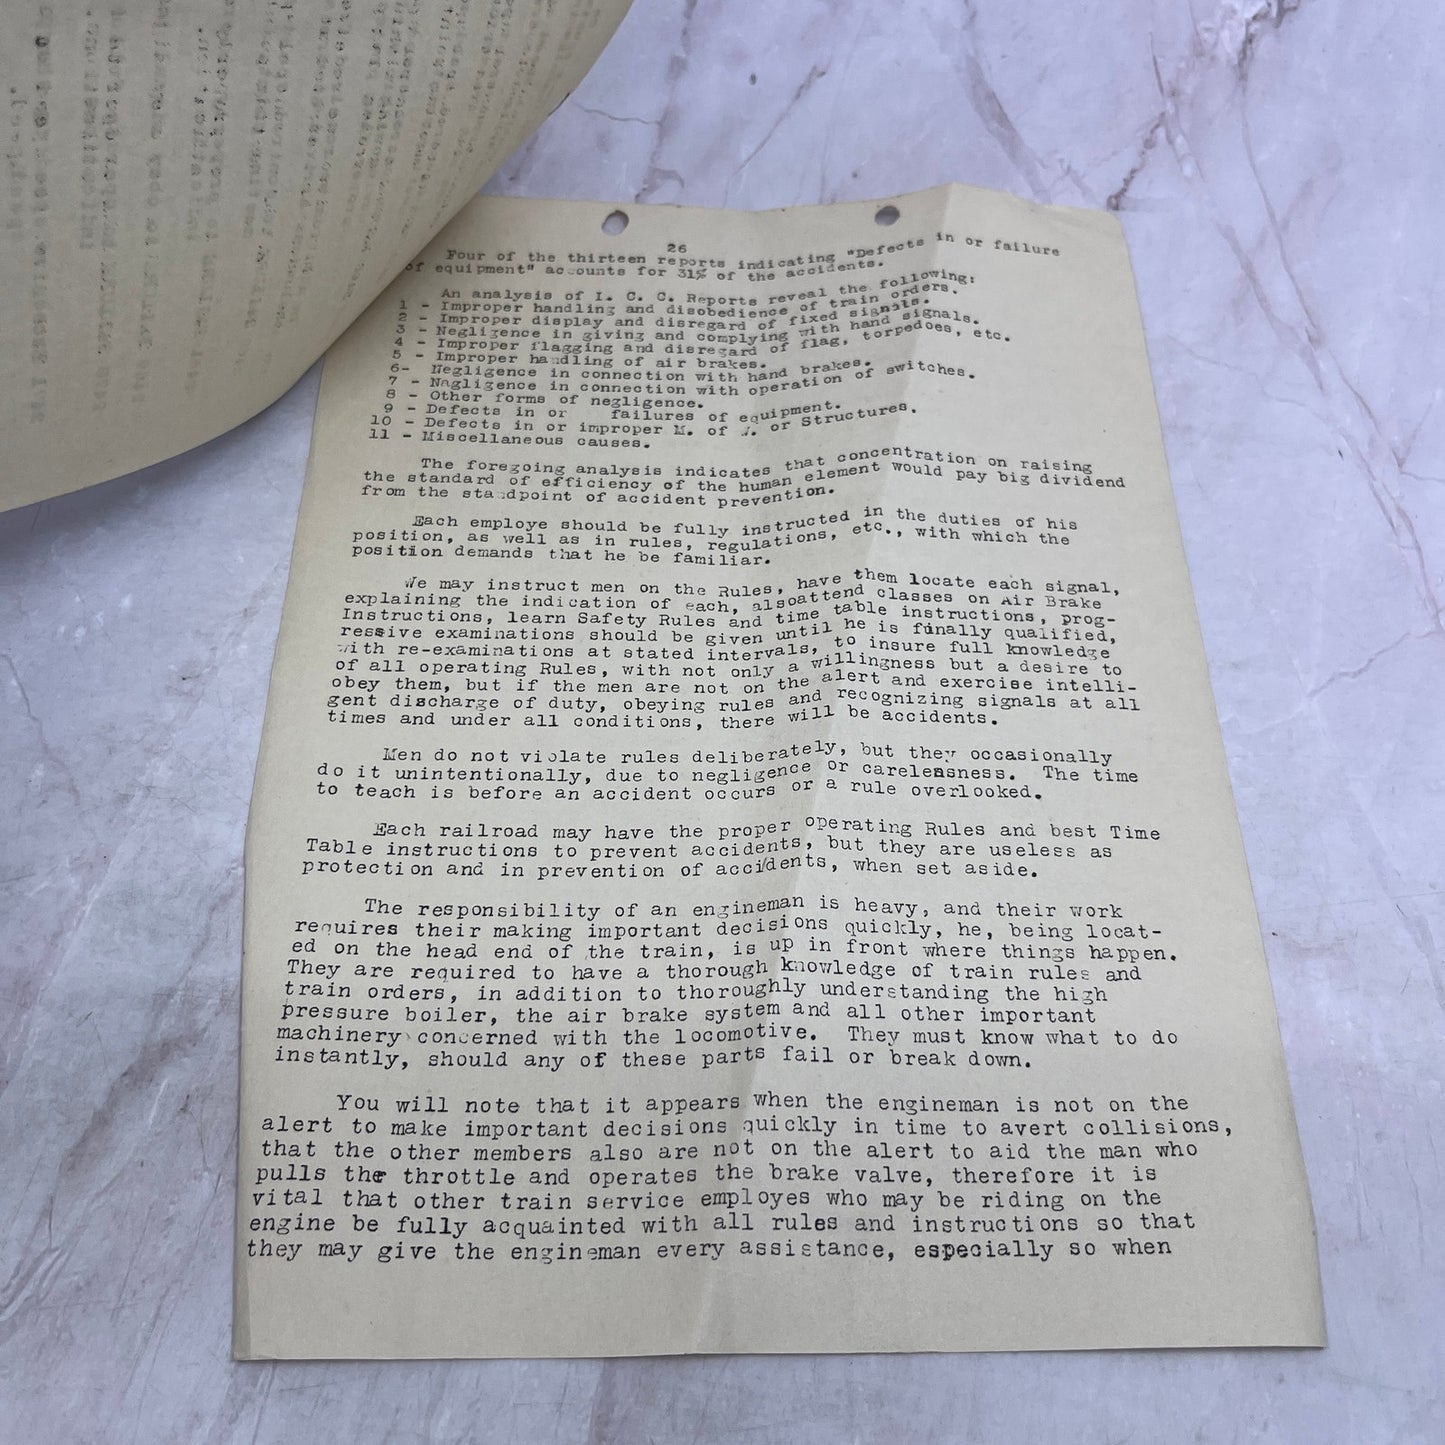 26
Four of the thirteen reports indicating "Defects in or failure
of equipment" accounts for 31% of the accidents.
An analysis of I. C. C. Reports reveal the following:
1 - Improper handling and disobedience of train orders.
2 - Improper display and disregard of fixed signals.
3 - Negligence in giving and complying with hand signals.
4 - Improper flagging and disregard of flag, torpedoes, etc.
5 - Improper handling of air brakes.
6- Negligence in connection with hand brakes.
7 - Nagligence in connection with operation of switches.
8 - Other forms of negligence.
9 - Defects in or failures of equipment.
10 - Defects in or improper M. of W. or Structures.
11 - Miscellaneous causes.
The foregoing analysis indicates that concentration on raising
the standard of efficiency of the human element would pay big dividend
from the standpoint of accident prevention.
Each employe should be fully instructed in the duties of his
position, as well as in rules, regulations, etc., with which the
position demands that he be familiar.
We may instruct men on the Rules, have them locate each signal,
explaining the indication of each, alsoattend classes on Air Brake
Instructions, learn Safety Rules and time table instructions, prog-
ressive examinations should be given until he is finally qualified,
with re-examinations at stated intervals, to insure full knowledge
of all operating Rules, with not only a willingness but a desire to
obey them, but if the men are not on the alert and exercise intelli-
gent discharge of duty, obeying rules and recognizing signals at all
times and under all conditions, there will be accidents.
Men do not violate rules deliberately, but they occasionally
do it unintentionally, due to negligence or carelessness. The time
to teach is before an accident occurs or a rule overlooked.
Each railroad may have the proper operating Rules and best Time
Table instructions to prevent accidents, but they are useless as
protection and in prevention of accidents, when set aside.
The responsibility of an engineman is heavy, and their work
requires their making important decisions quickly, he, being locat-
ed on the head end of the train, is up in front where things happen.
They are required to have a thorough knowledge of train rules and
train orders, in addition to thoroughly understanding the high
pressure boiler, the air brake system and all other important
machinery concerned with the locomotive. They must know what to do
instantly, should any of these parts fail or break down.
You will note that it appears when the engineman is not on the
alert to make important decisions quickly in time to avert collisions,
that the other members also are not on the alert to aid the man who
pulls the throttle and operates the brake valve, therefore it is
vital that other train service employes who may be riding on the
engine be fully acquainted with all rules and instructions so that
they may give the engineman every assistance, especially so when